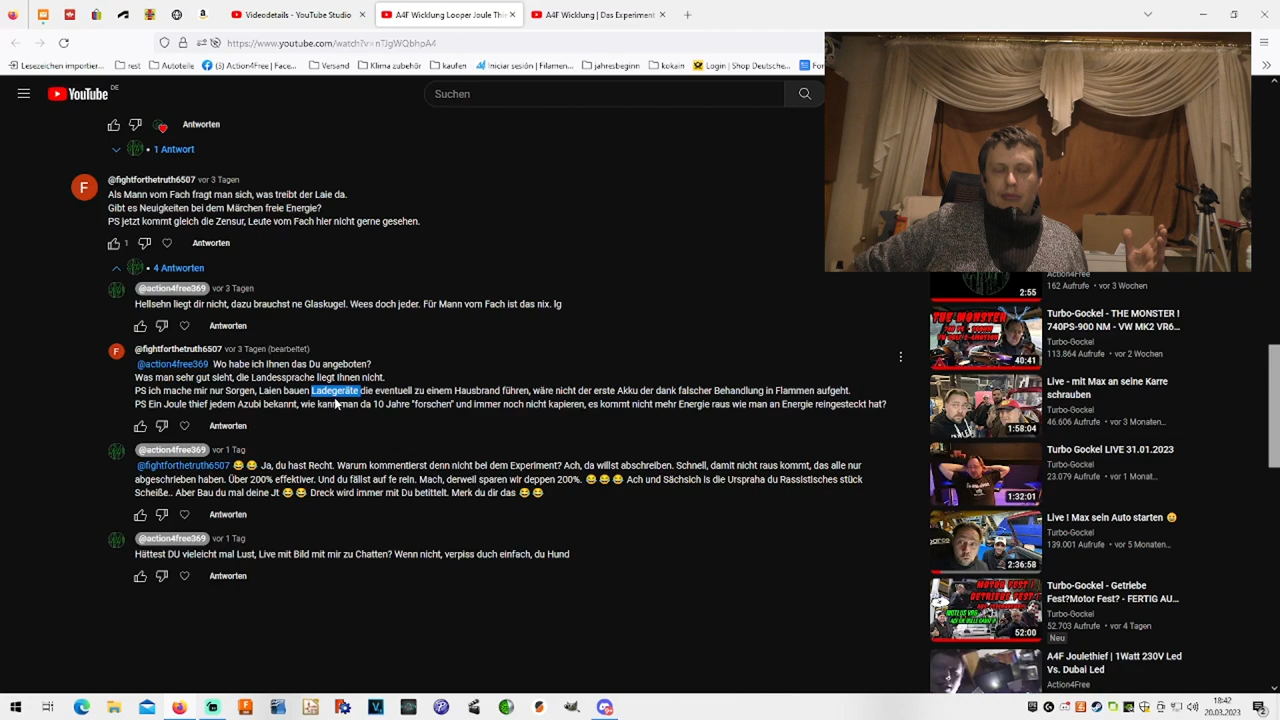 Videodetails - YouTube Studio
A4F Wicklung Looper Joule Thie
A4F Wicklung | Das Experiment
https://www.youtube.com/watch?v=nTJgWQbhpA4
Lesezeichen importier...
rest
Autoteile
(3) Action4Free | Face...
Versand
Klima zubehör
kaufen
Iniciar sesión | Filamen...
jahresbeginn
kokain
Login | Shop Deutsche...
For
YouTube DE
Suchen
Antworten
1 Antwort
F
@fightforthetruth6507 vor 3 Tagen
Als Mann vom Fach fragt man sich, was treibt der Laie da.
Gibt es Neuigkeiten bei dem Märchen freie Energie?
PS jetzt kommt gleich die Zensur, Leute vom Fach hier nicht gerne gesehen.
1
Antworten
4 Antworten
@action4free369 vor 3 Tagen
Hellsehn liegt dir nicht, dazu brauchst ne Glaskugel. Wees doch jeder. Für Mann vom Fach ist das nix. lg
Antworten
F
@fightforthetruth6507 vor 3 Tagen (bearbeitet)
@action4free369 Wo habe ich Ihnen das Du angeboten?
Was man sehr gut sieht, die Landessprache liegt Ihnen nicht.
PS Ich mache mir nur Sorgen, Laien bauen Ladegeräte die eventuell zu einem Hausbrand führen, wäre nicht der erste Akku der dank falscher Behandlung in Flammen aufgeht.
PS Ein Joule thief jedem Azubi bekannt, wie kann man da 10 Jahre "forschen" und immer noch nicht kapieren, es kommt nicht mehr Energie raus wie man an Energie reingesteckt hat?
Antworten
@action4free369 vor 1 Tag
@fightforthetruth6507 😂😂 Ja, du hast Recht. Warum kommentierst denn nicht bei dem Experiment? Ach, da willst abschreiben. Schnell, damit nicht raus kommt, das alle nur
abgeschrieben haben. Über 200% effektiver. Und du hast auf fe rein. Mach, derweil sparen wir deppen 200%. 😂😂😂 Ach und Sächsich is die Urspraha du Rassistisches stück
Scheiße.. Aber Bau du mal deine Jt 😂😂 Dreck wird immer mit Du betittelt. Merk du dir das 😂😂
Antworten
@action4free369 vor 1 Tag
Hättest DU vieleicht mal Lust, Live mit Bild mit mir zu Chatten? Wenn nicht, verpiss duch einfach, du Hund
Antworten
2:55
Action4Free
162 Aufrufe • vor 3 Wochen
THE MONSTER
40:41
Turbo-Gockel - THE MONSTER !
740PS-900 NM - VW MK2 VR6...
Turbo-Gockel
113.864 Aufrufe • vor 2 Wochen
1:58:04
Live - mit Max an seine Karre
schrauben
Turbo-Gockel
46.606 Aufrufe • vor 3 Monaten...
1:32:01
Turbo Gockel LIVE 31.01.2023
Turbo-Gockel
23.079 Aufrufe • vor 1 Monat...
2:36:58
Live ! Max sein Auto starten
Turbo-Gockel
139.001 Aufrufe • vor 5 Monaten...
MOTOR FEST !
GETRIEBE FEST?
52:00
Turbo-Gockel - Getriebe
Fest?Motor Fest? - FERTIG AU...
Turbo-Gockel
52.703 Aufrufe • vor 4 Tagen
Neu
A4F Joulethief | 1Watt 230V Led
Vs. Dubai Led
Action4Free
18:42
20.03.2023